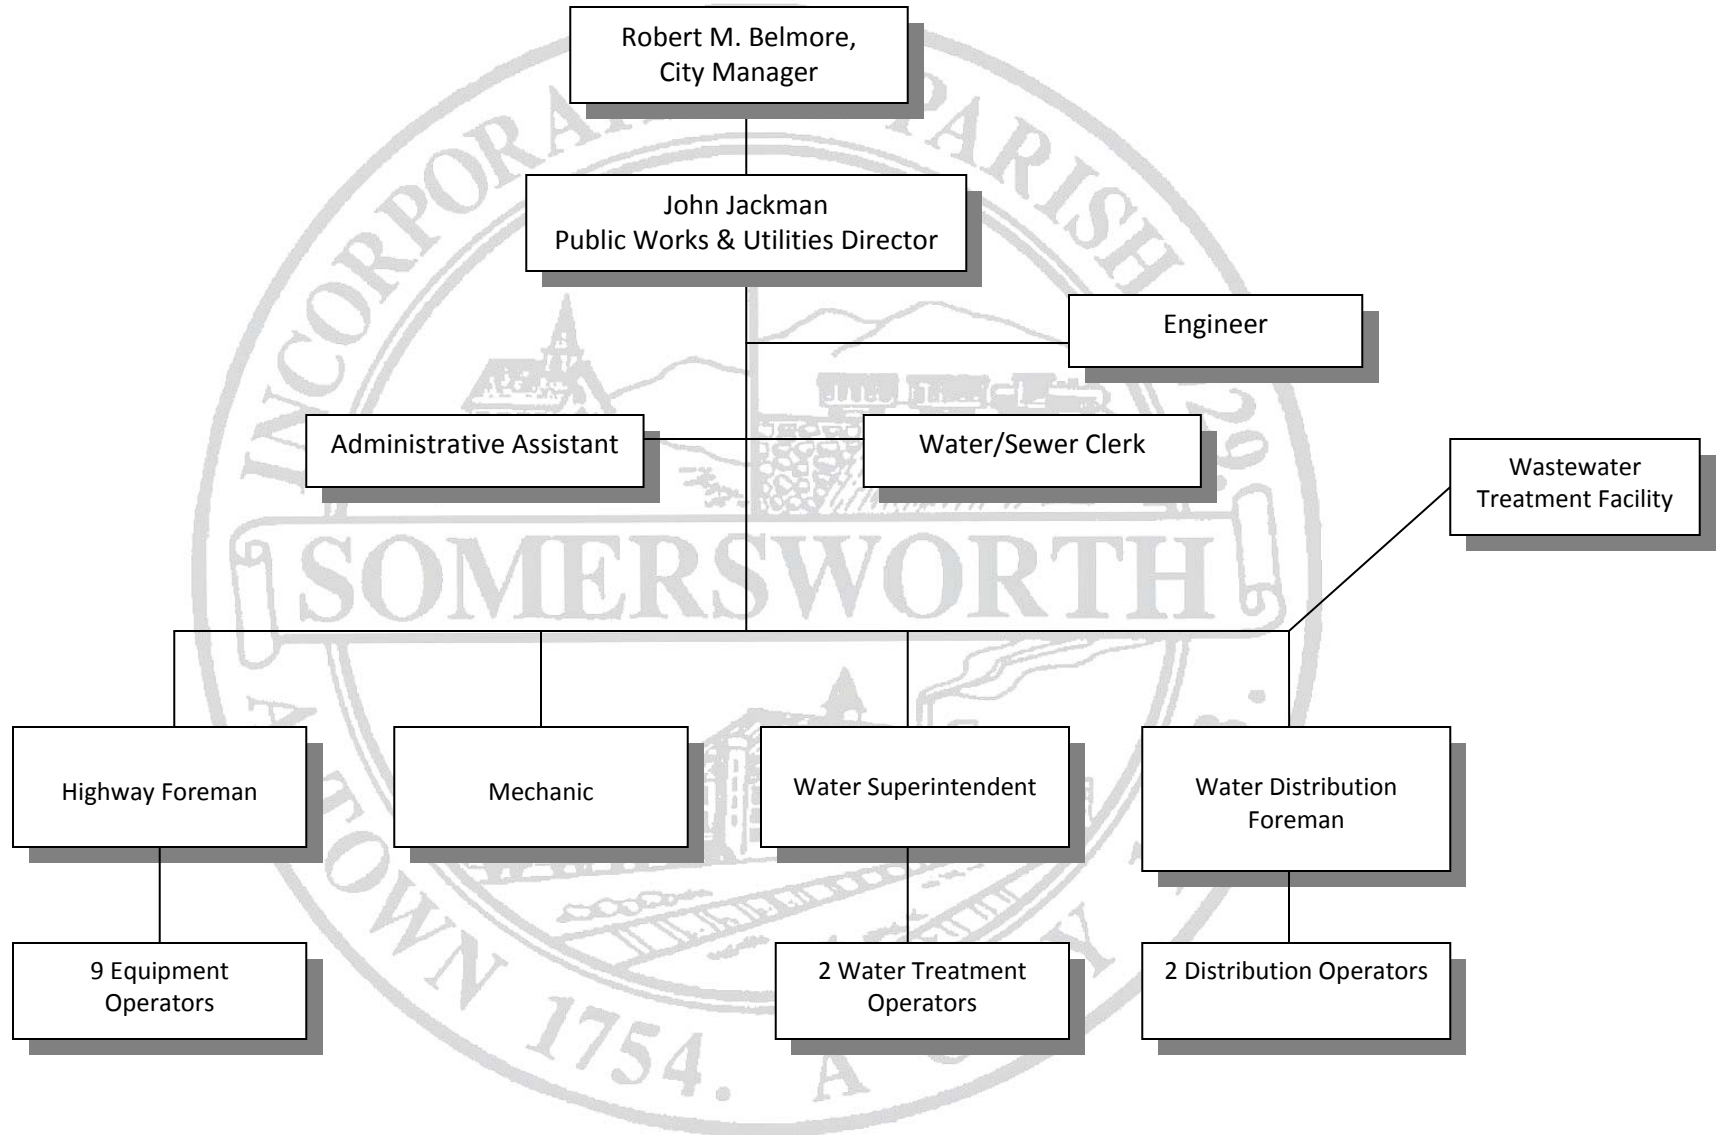 Robert M. Belmore,
City Manager
John Jackman
Public Works & Utilities Director
Engineer
Administrative Assistant
Water/Sewer Clerk
Wastewater
Treatment Facility
SOMERSWORTH
Highway Foreman
Mechanic
Water Superintendent
Water Distribution
Foreman
9 Equipment
Operators
2 Water Treatment
Operators
2 Distribution Operators
PARISH
TOWN 1754. A